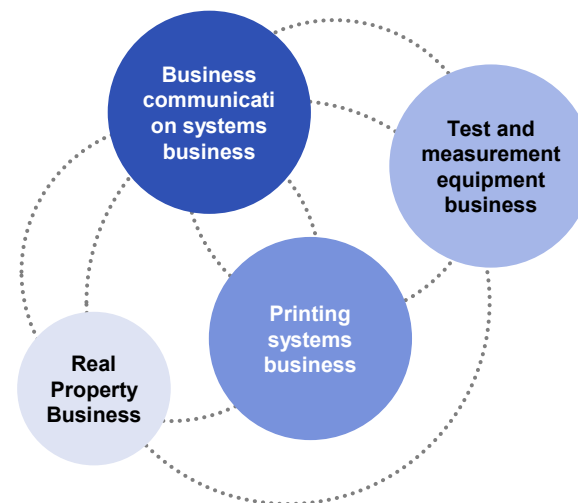 Business
communicati
on systems
business
Test and
measurement
equipment
business
Printing
systems
business
Real
Property
Business